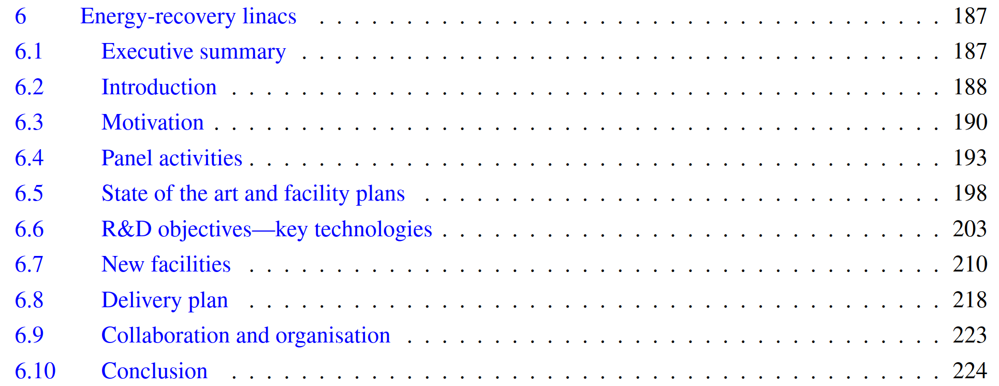 6 Energy-recovery linacs . . . . . . . . . . . . . . . . . . . . . . . . . . . . . . . . . . . . 187
6.1 Executive summary . . . . . . . . . . . . . . . . . . . . . . . . . . . . . . . . . . . . . 187
6.2 Introduction . . . . . . . . . . . . . . . . . . . . . . . . . . . . . . . . . . . . . . . . . 188
6.3 Motivation . . . . . . . . . . . . . . . . . . . . . . . . . . . . . . . . . . . . . . . . . . 190
6.4 Panel activities . . . . . . . . . . . . . . . . . . . . . . . . . . . . . . . . . . . . . . . . 193
6.5 State of the art and facility plans . . . . . . . . . . . . . . . . . . . . . . . . . . . . . . 198
6.6 R&D objectives—key technologies . . . . . . . . . . . . . . . . . . . . . . . . . . . . . 203
6.7 New facilities . . . . . . . . . . . . . . . . . . . . . . . . . . . . . . . . . . . . . . . . 210
6.8 Delivery plan . . . . . . . . . . . . . . . . . . . . . . . . . . . . . . . . . . . . . . . . 218
6.9 Collaboration and organisation . . . . . . . . . . . . . . . . . . . . . . . . . . . . . . . 223
6.10 Conclusion . . . . . . . . . . . . . . . . . . . . . . . . . . . . . . . . . . . . . . . . . 224